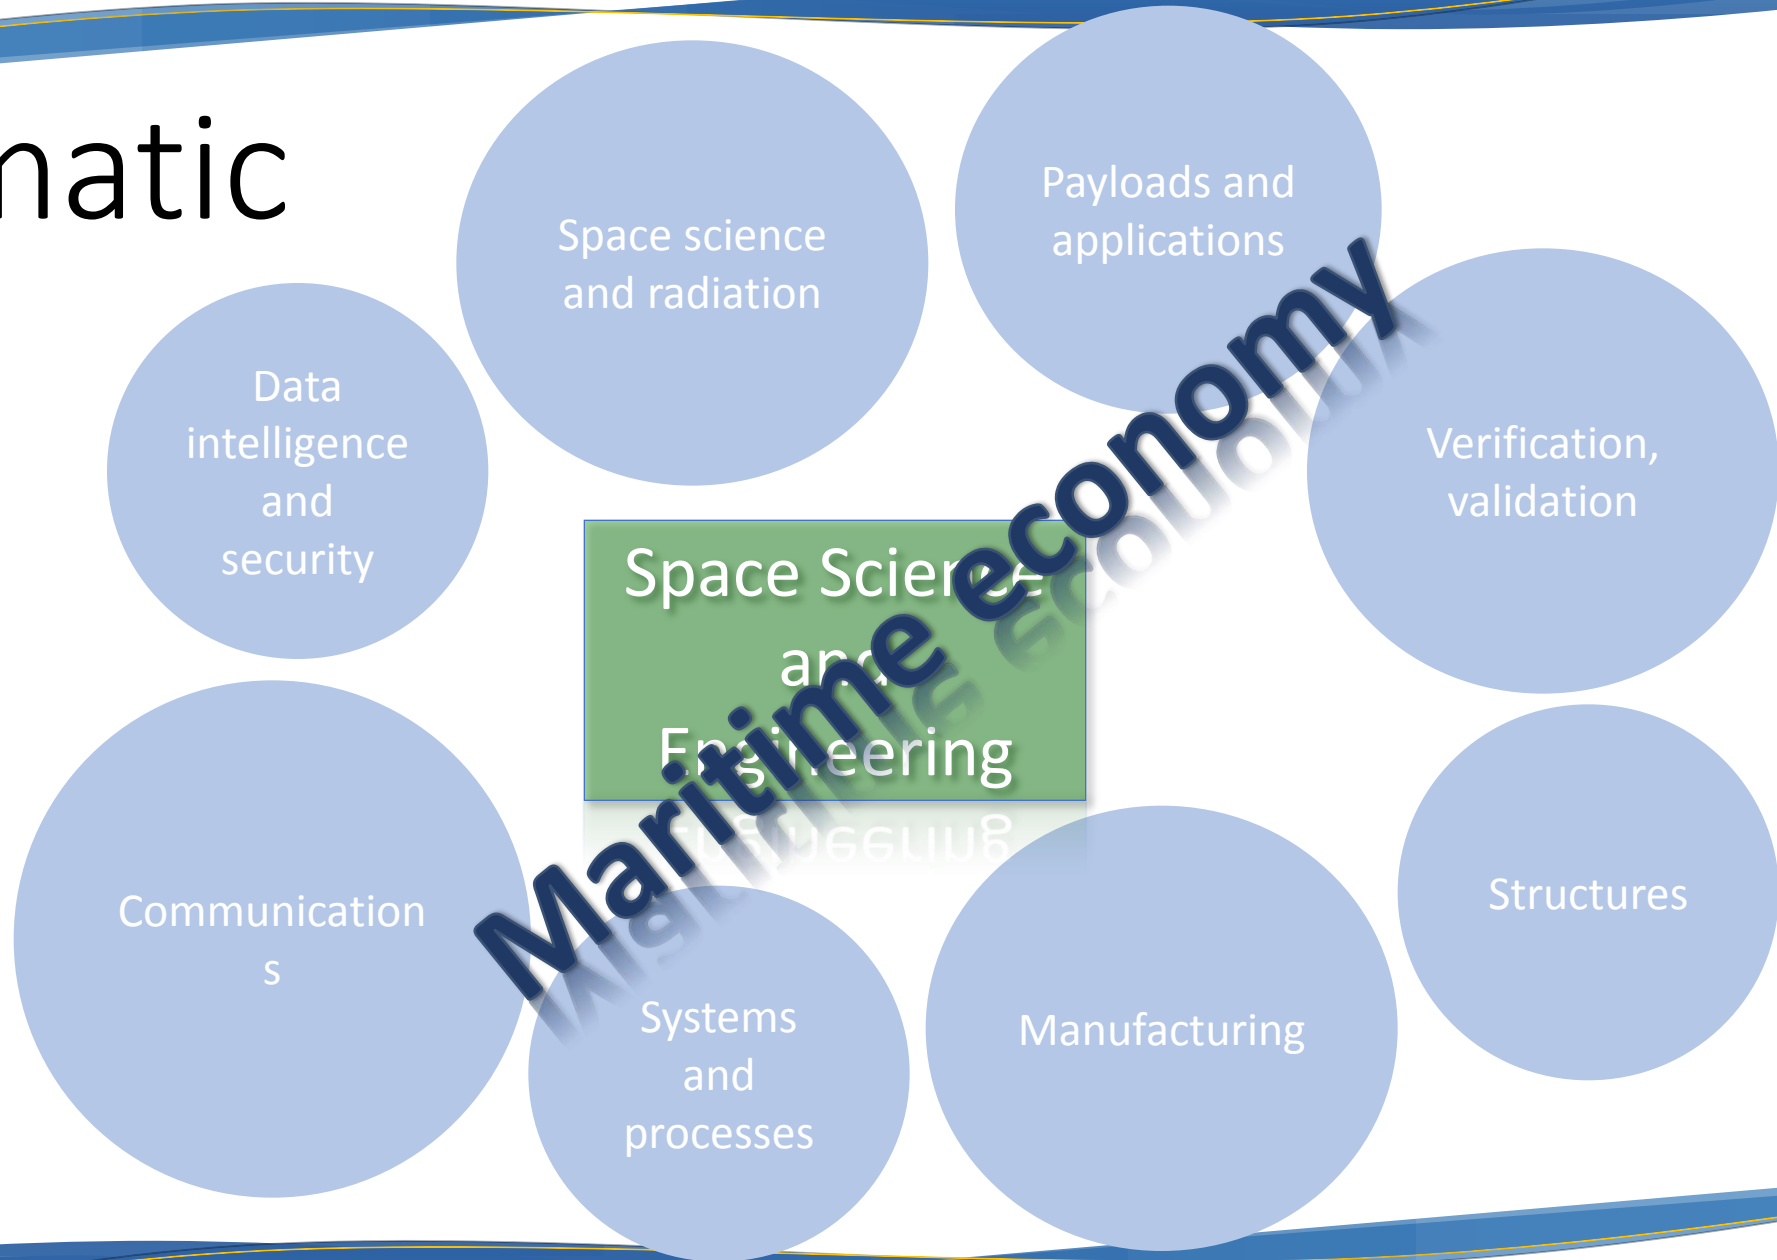 matic
Space science
and radiation
Payloads and
applications
Data
intelligence
and
security
Verification,
validation
Space Science
and
Engineering
Maritime economy
Communication
s
Systems
and
processes
Manufacturing
Structures